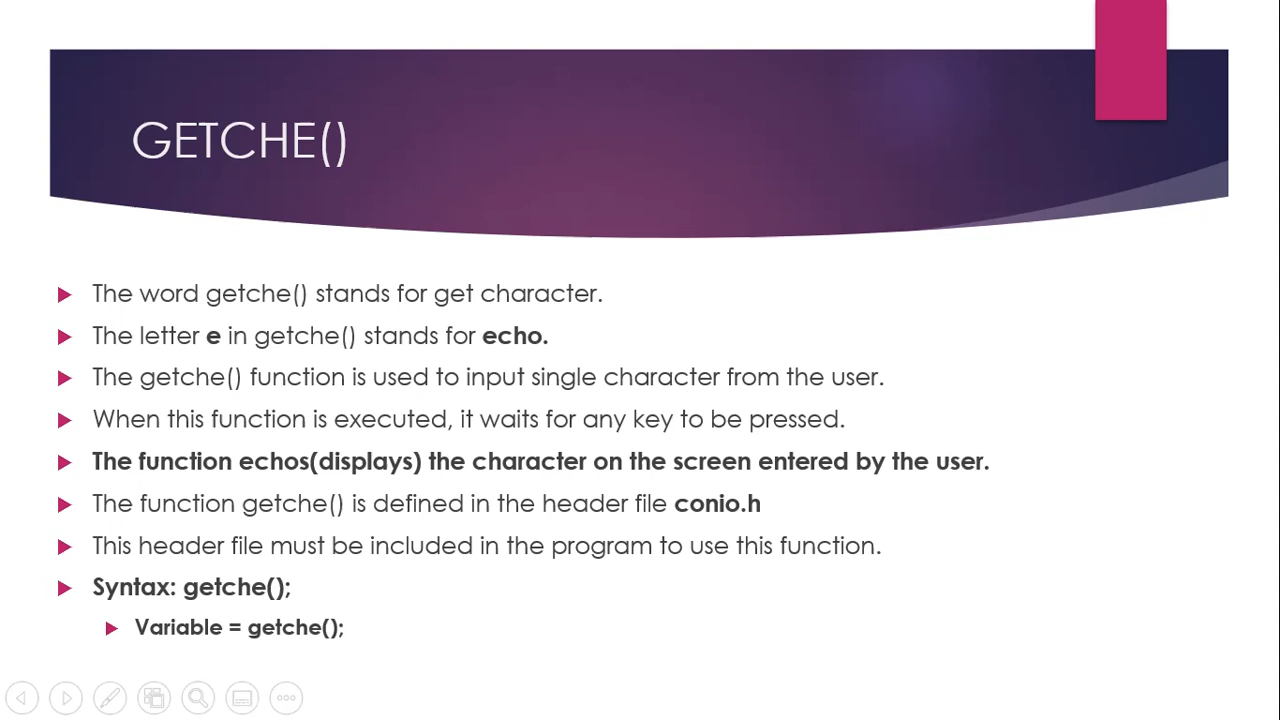 GETCHE()
The word getche() stands for get character.
The letter e in getche() stands for echo.
The getche() function is used to input single character from the user.
When this function is executed, it waits for any key to be pressed.
The function echos(displays) the character on the screen entered by the user.
The function getche() is defined in the header file conio.h
This header file must be included in the program to use this function.
Syntax: getche();
Variable = getche();